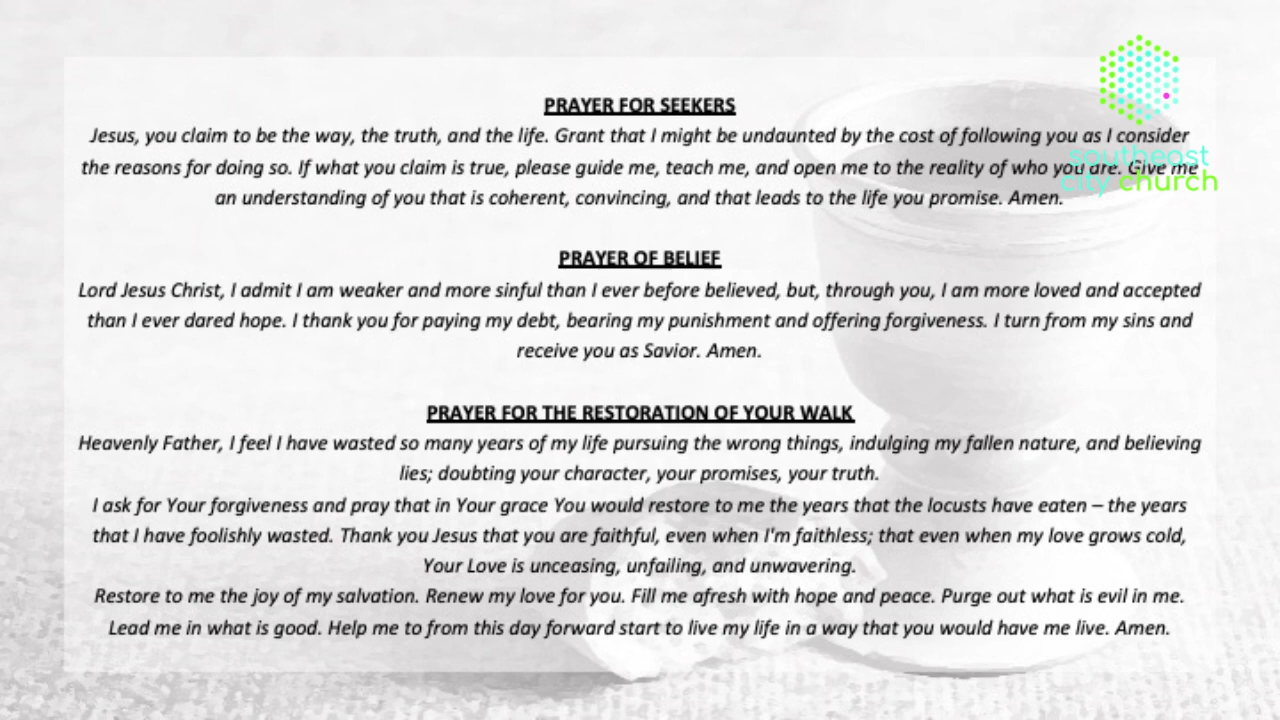 PRAYER FOR SEEKERS
Jesus, you claim to be the way, the truth, and the life. Grant that I might be undaunted by the cost of following you as I consider
the reasons for doing so. If what you claim is true, please guide me, teach me, and open me to the reality of who you are. Give me
an understanding of you that is coherent, convincing, and that leads to the life you promise. Amen.
southeast
city church
PRAYER OF BELIEF
Lord Jesus Christ, I admit I am weaker and more sinful than I ever before believed, but, through you, I am more loved and accepted
than I ever dared hope. I thank you for paying my debt, bearing my punishment and offering forgiveness. I turn from my sins and
receive you as Savior. Amen.
PRAYER FOR THE RESTORATION OF YOUR WALK
Heavenly Father, I feel I have wasted so many years of my life pursuing the wrong things, indulging my fallen nature, and believing
lies; doubting your character, your promises, your truth.
I ask for Your forgiveness and pray that in Your grace You would restore to me the years that the locusts have eaten – the years
that I have foolishly wasted. Thank you Jesus that you are faithful, even when I'm faithless; that even when my love grows cold,
Your Love is unceasing, unfailing, and unwavering.
Restore to me the joy of my salvation. Renew my love for you. Fill me afresh with hope and peace. Purge out what is evil in me.
Lead me in what is good. Help me to from this day forward start to live my life in a way that you would have me live. Amen.